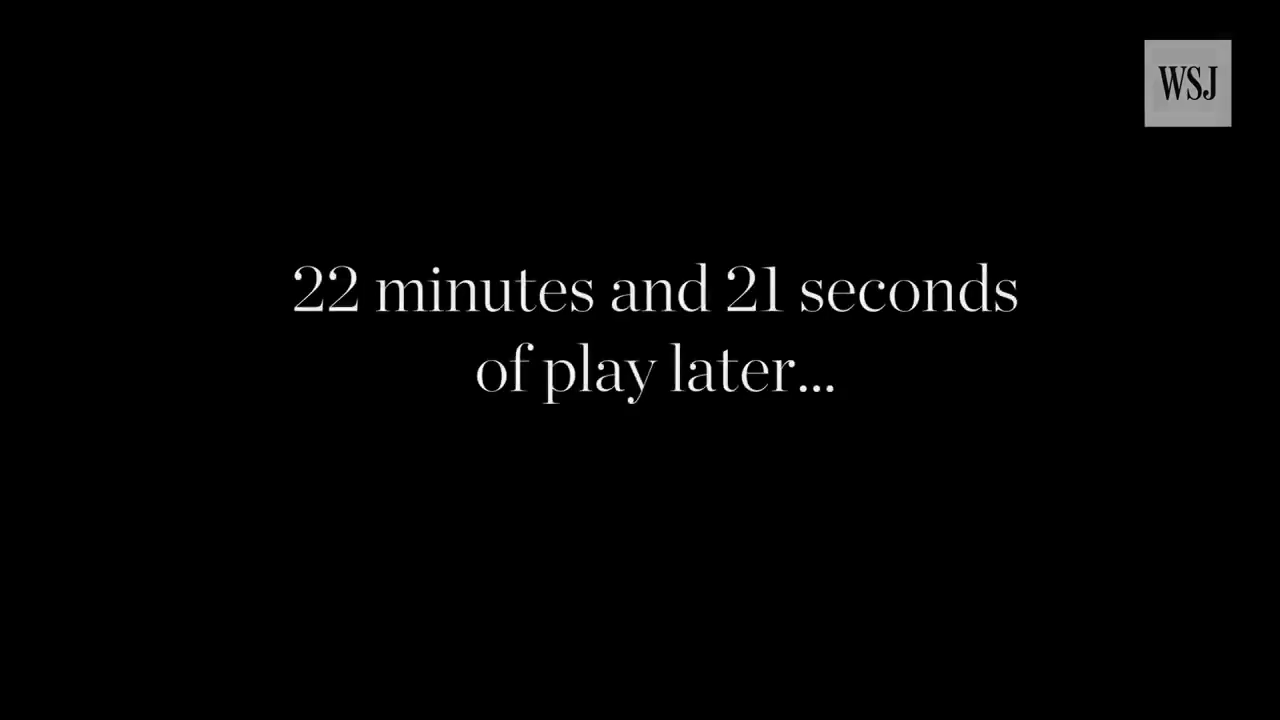 WSJ
22 minutes and 21 seconds
of play later...